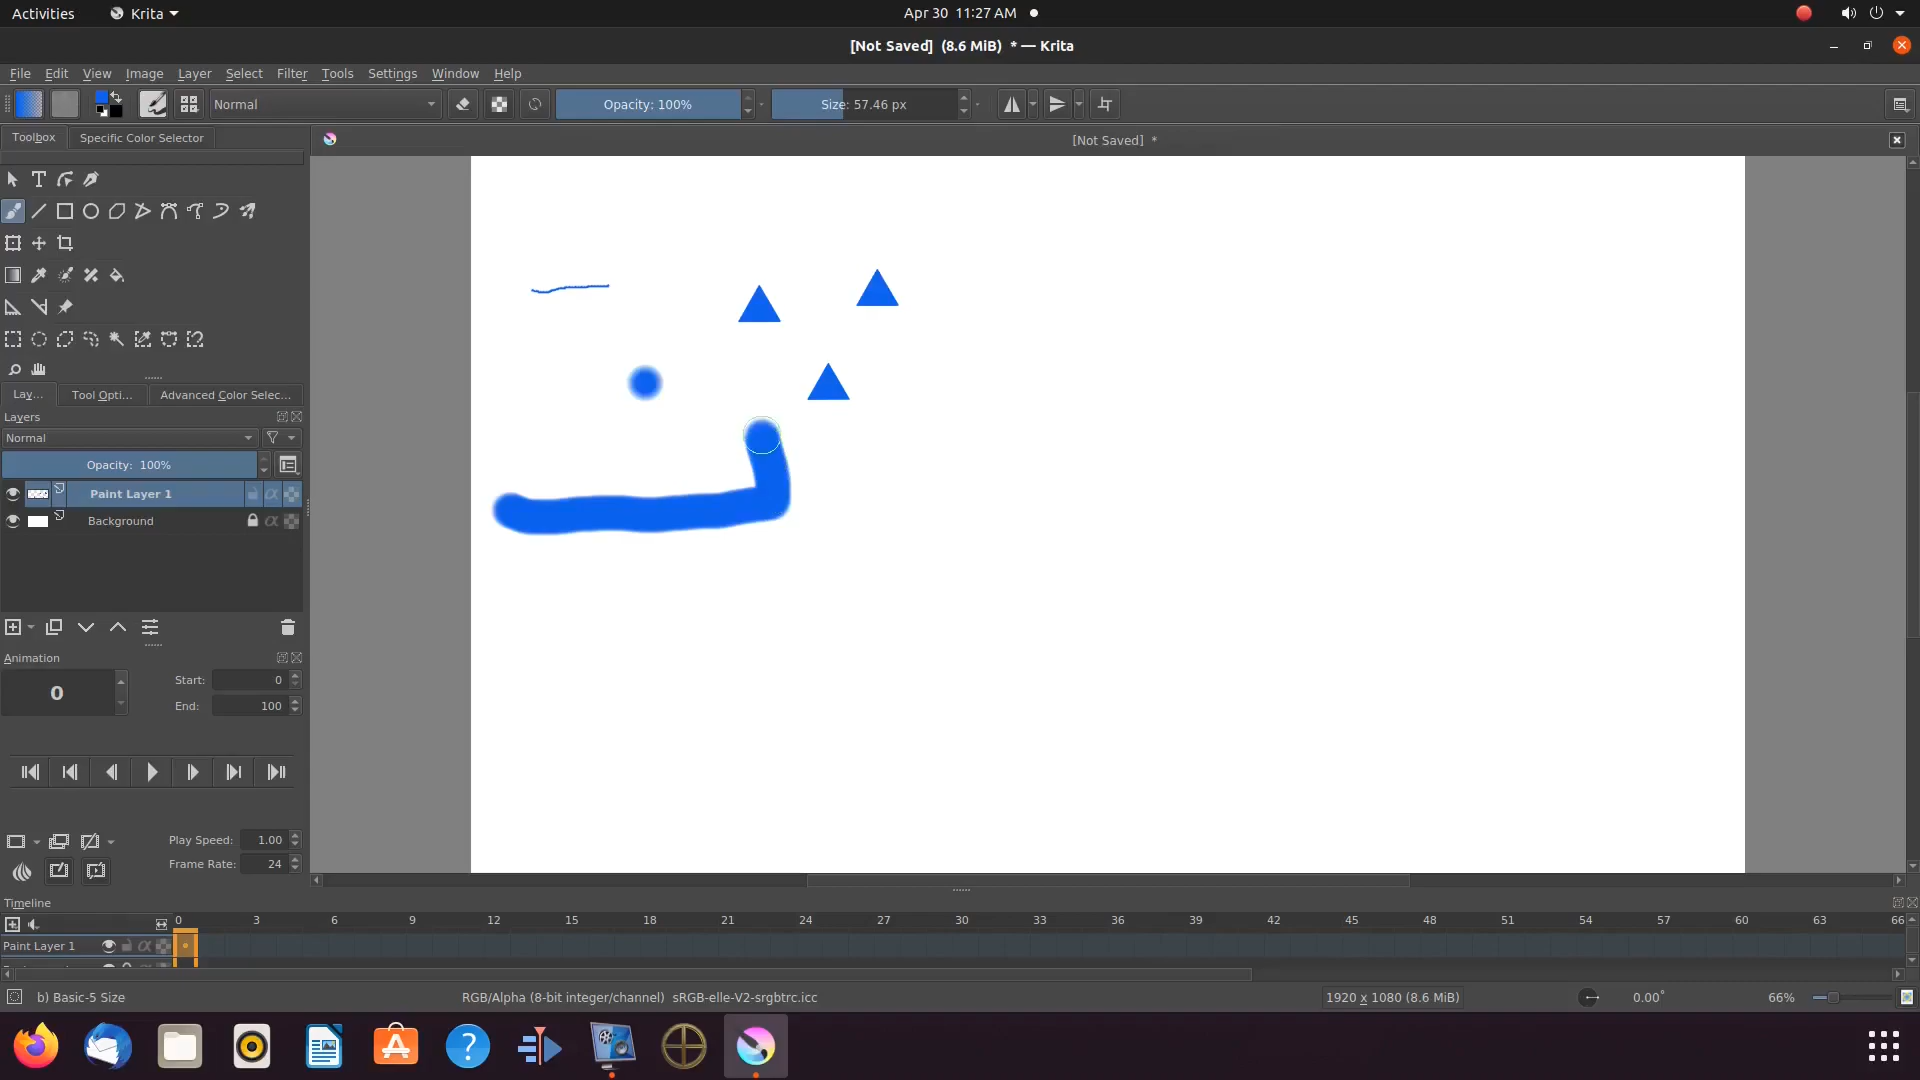 Activities Krita Apr 30 11:27 AM
[Not Saved] (8.6 MiB) * — Krita
File Edit View Image Layer Select Filter Tools Settings Window Help
Normal Opacity: 100% Size: 57.46 px
Toolbox Specific Color Selector [Not Saved] *
Lay... Tool Opti... Advanced Color Selec...
Layers
Normal
Opacity: 100%
Paint Layer 1
Background
Animation
0 Start: 0
End: 100
Play Speed: 1.00
Frame Rate: 24
Timeline
0 3 6 9 12 15 18 21 24 27 30 33 36 39 42 45 48 51 54 57 60 63 66
Paint Layer 1
b) Basic-5 Size RGB/Alpha (8-bit integer/channel) sRGB-elle-V2-srgbtrc.icc 1920 x 1080 (8.6 MiB) 0.00° 66%